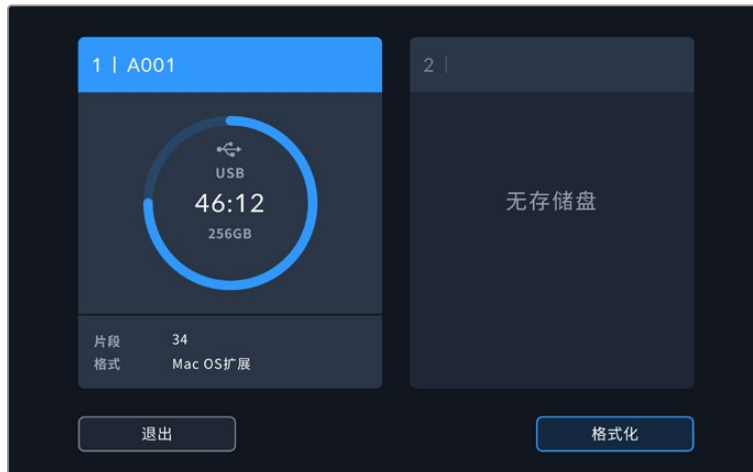 1 | A001
USB
46:12
256GB
片段 34
格式 Mac OS扩展
2 |
无存储盘
退出
格式化